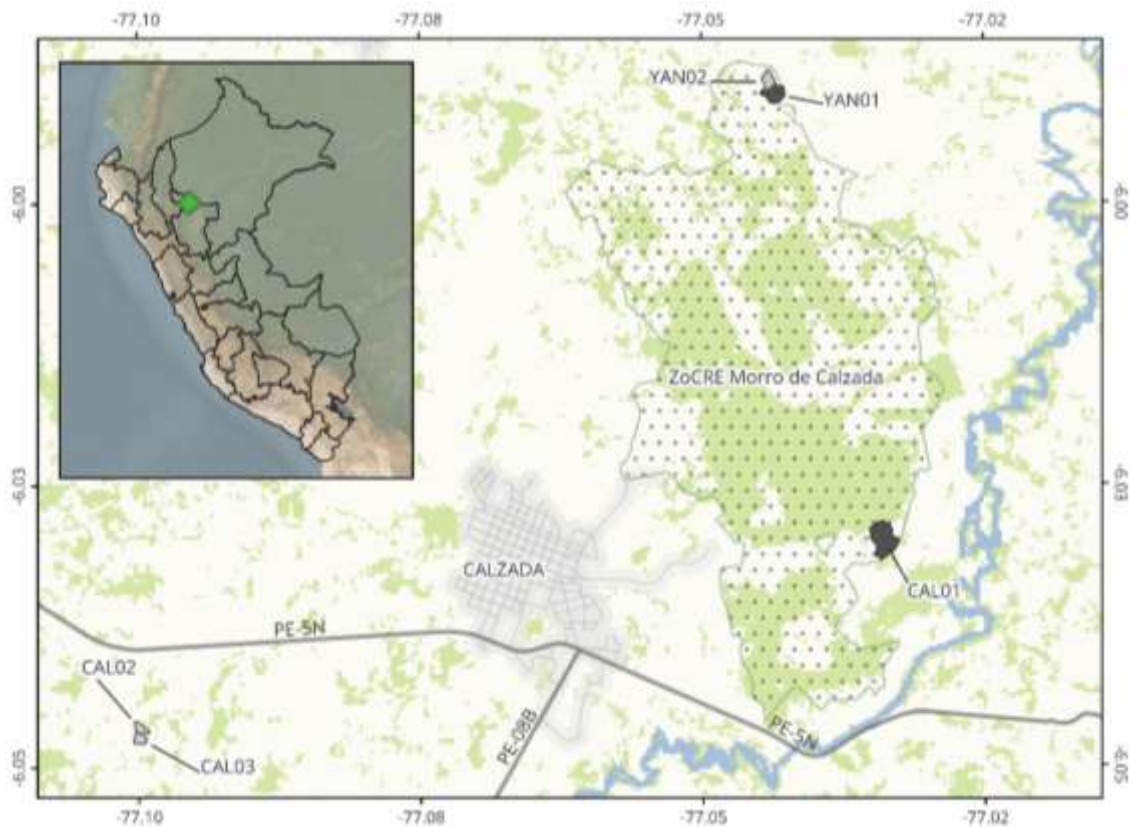 -77.10 -77.08 -77.05 -77.02
YAN02
YAN01
-6.00 -6.00
ZoCRE Morro de Calzada
-6.03 -6.03
CALZADA
CAL01
PE-5N
CAL02
PE-08B
PE-5N
CAL03
-6.05 -6.05
-77.10 -77.08 -77.05 -77.02